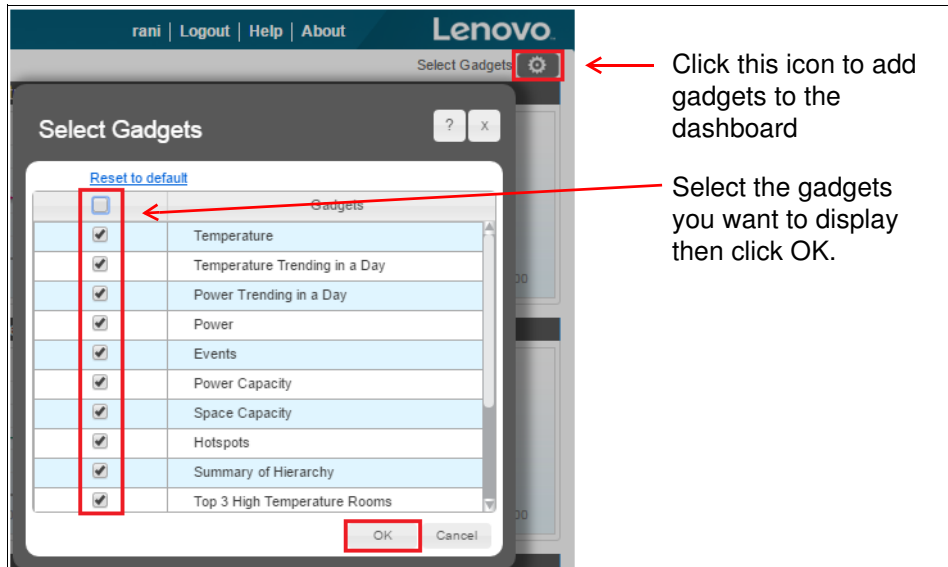 rani | Logout | Help | About
Lenovo
Select Gadgets
Click this icon to add
gadgets to the
dashboard
Select Gadgets
?
x
Reset to default
Gadgets
Temperature
Temperature Trending in a Day
Power Trending in a Day
Power
Events
Power Capacity
Space Capacity
Hotspots
Summary of Hierarchy
Top 3 High Temperature Rooms
OK
Cancel
Select the gadgets
you want to display
then click OK.
00
00